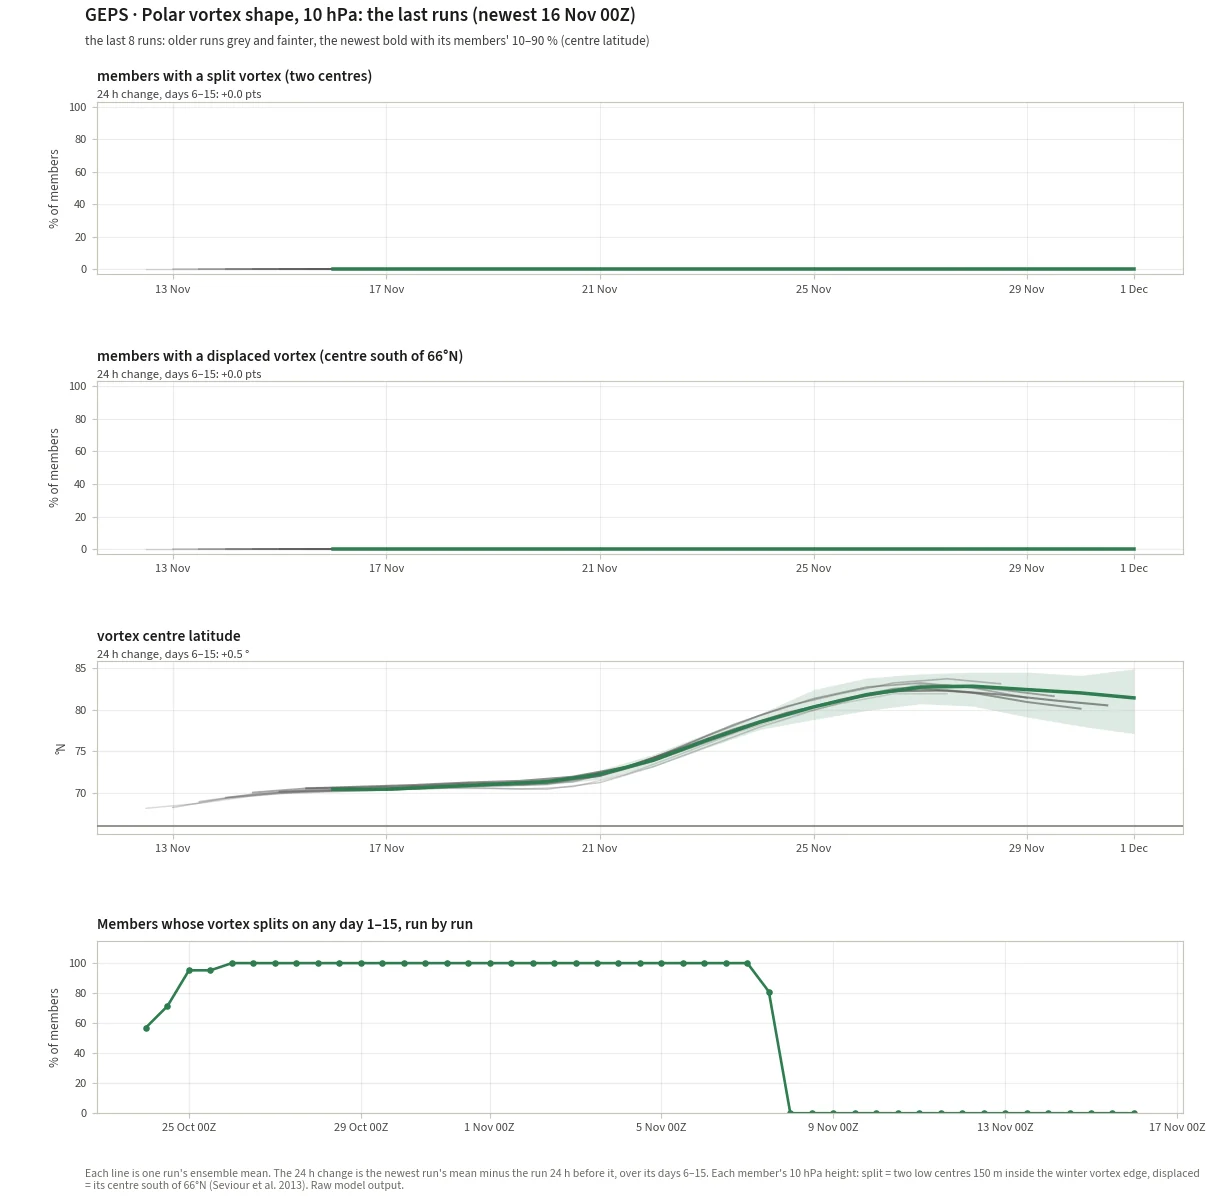 GEPS · Polar vortex shape, 10 hPa: the last runs (newest 16 Nov 00Z)
the last 8 runs: older runs grey and fainter, the newest bold with its members' 10–90 % (centre latitude)
members with a split vortex (two centres)
24 h change, days 6–15: +0.0 pts
100
80
60
40
20
0
% of members
13 Nov 17 Nov 21 Nov 25 Nov 29 Nov 1 Dec
members with a displaced vortex (centre south of 66°N)
24 h change, days 6–15: +0.0 pts
100
80
60
40
20
0
% of members
13 Nov 17 Nov 21 Nov 25 Nov 29 Nov 1 Dec
vortex centre latitude
24 h change, days 6–15: +0.5 °
85
80
75
70
°N
13 Nov 17 Nov 21 Nov 25 Nov 29 Nov 1 Dec
Members whose vortex splits on any day 1–15, run by run
100
80
60
40
20
0
% of members
25 Oct 00Z 29 Oct 00Z 1 Nov 00Z 5 Nov 00Z 9 Nov 00Z 13 Nov 00Z 17 Nov 00Z
Each line is one run's ensemble mean. The 24 h change is the newest run's mean minus the run 24 h before it, over its days 6–15. Each member's 10 hPa height: split = two low centres 150 m inside the winter vortex edge, displaced
= its centre south of 66°N (Seviour et al. 2013). Raw model output.